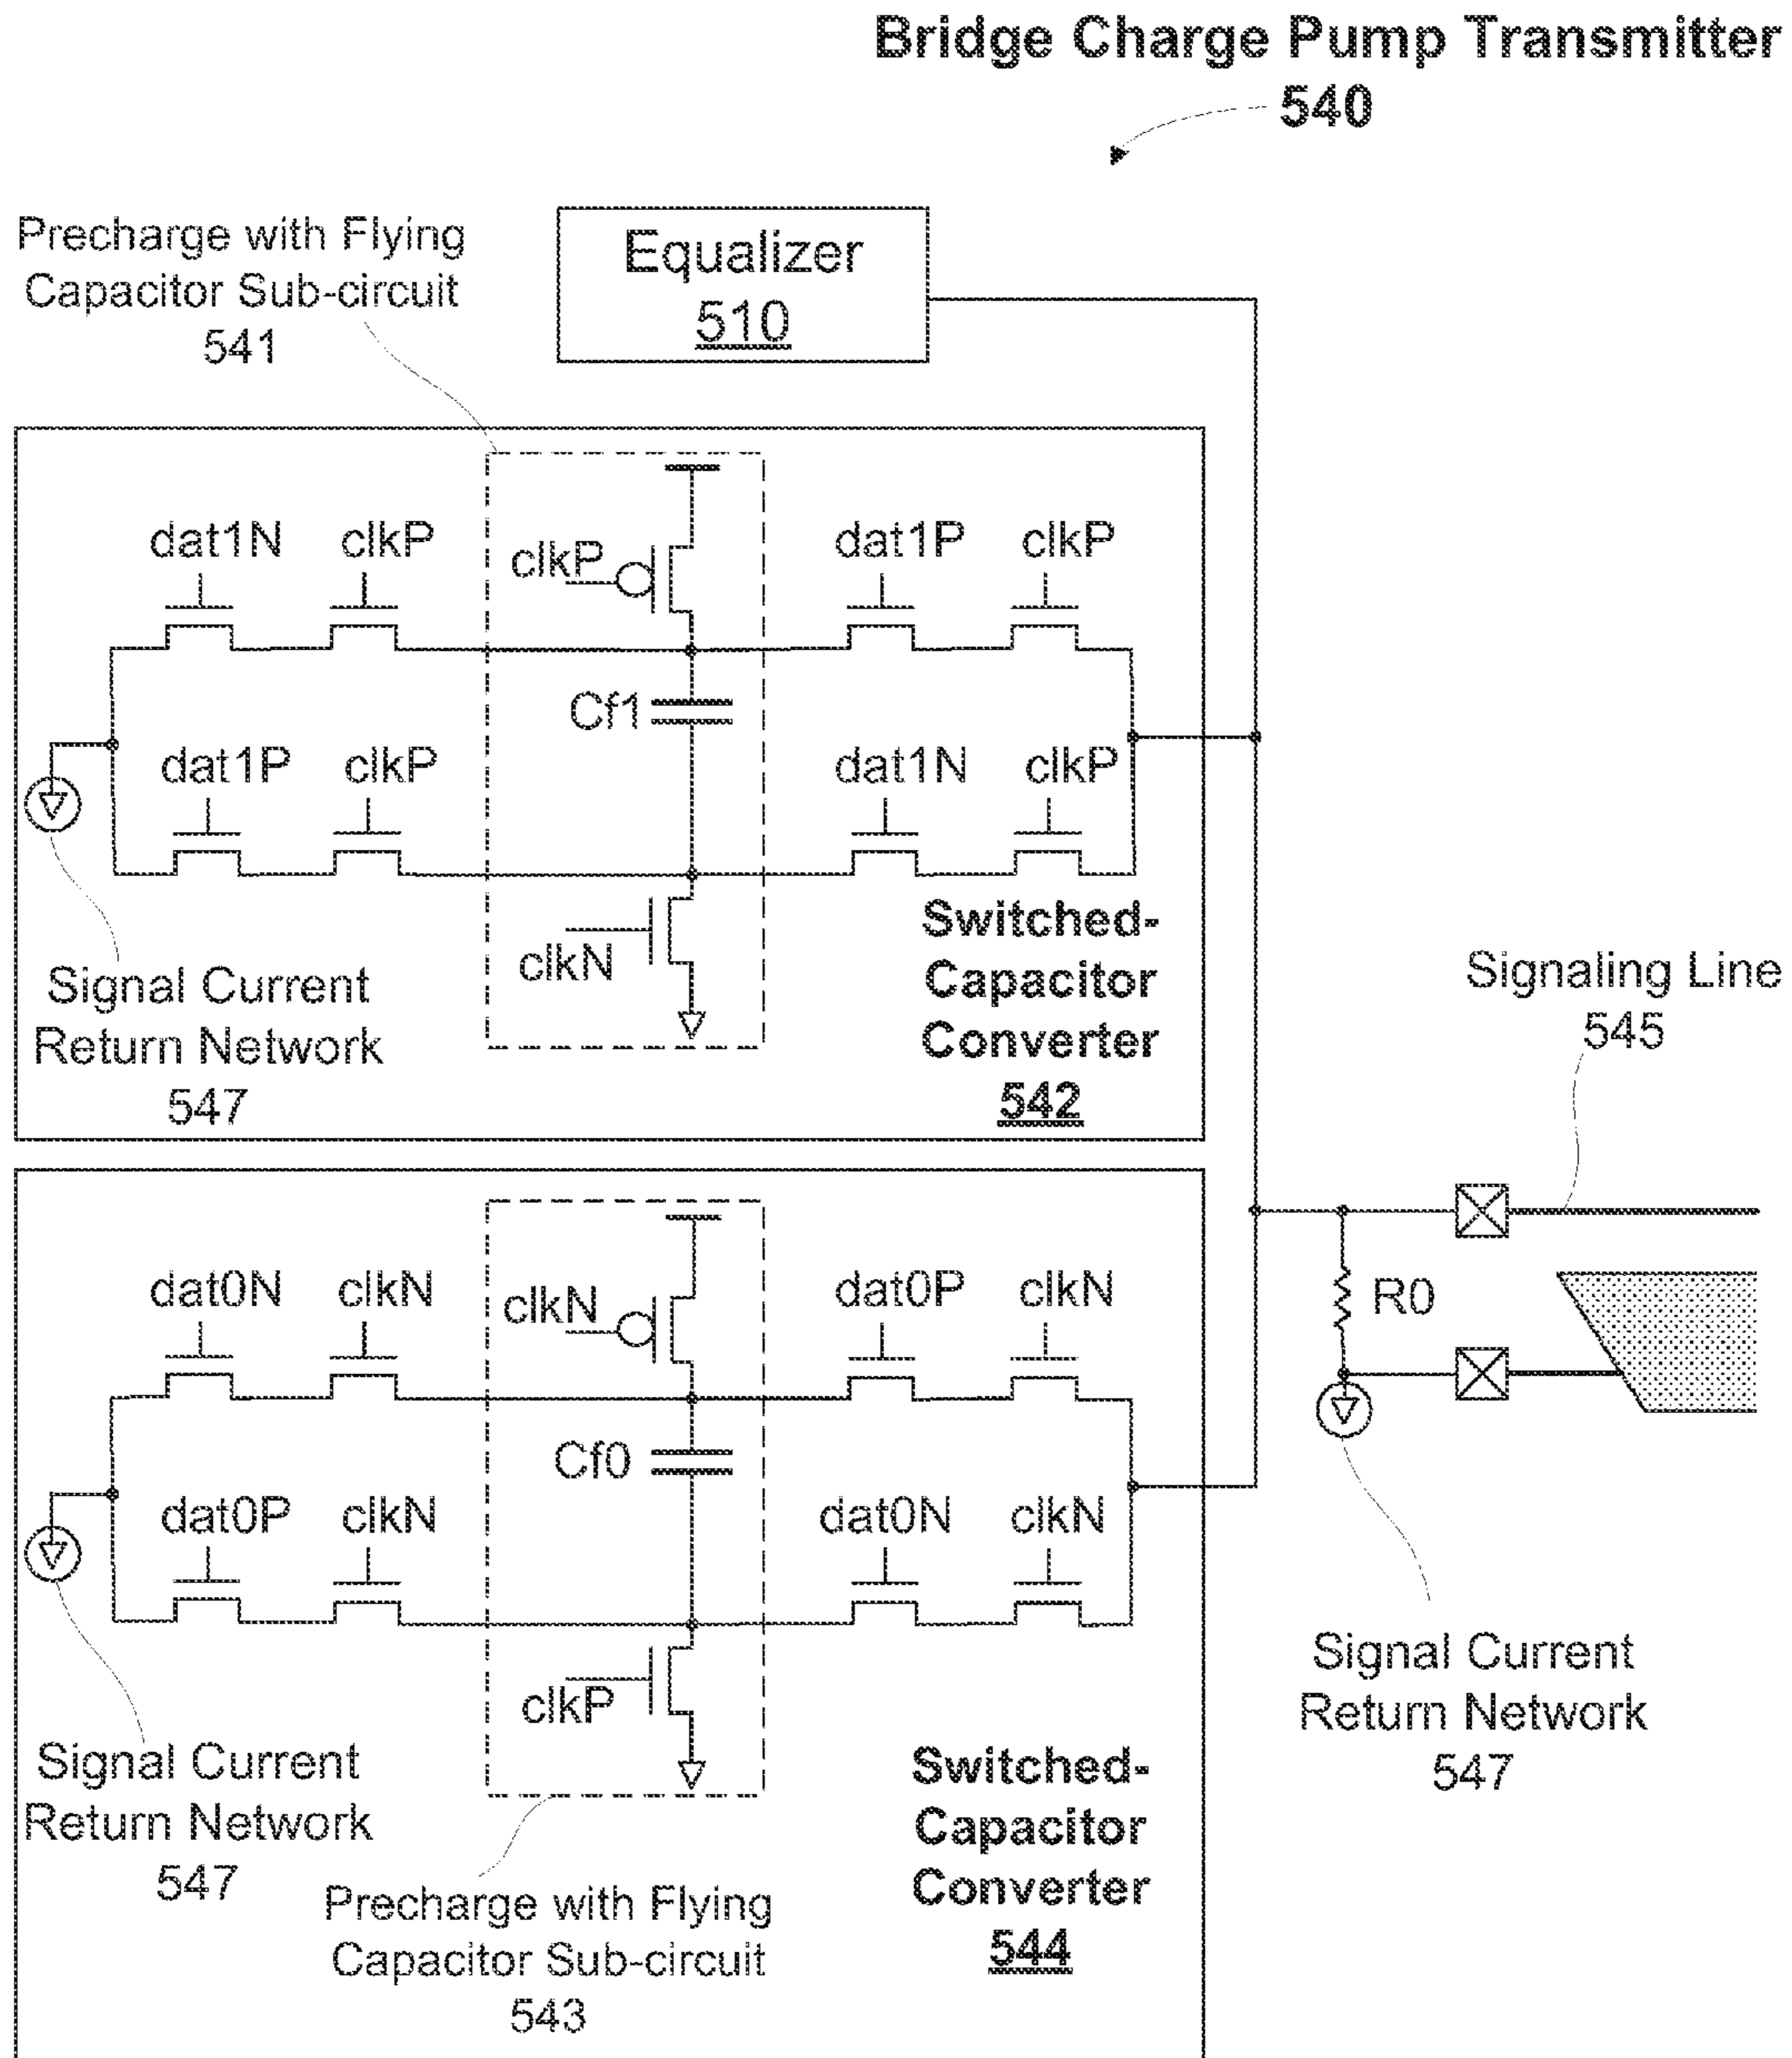 Bridge Charge Pump Transmitter
540
Precharge with Flying
Capacitor Sub-circuit
541
Equalizer
510
dat1N
clkP
clkP
dat1P
clkP
Cf1
dat1P
clkP
dat1N
clkP
clkN
Signal Current
Return Network
547
Switched-
Capacitor
Converter
542
Signaling Line
545
dat0N
clkN
clkN
dat0P
clkN
R0
Cf0
dat0P
clkN
dat0N
clkN
clkP
Signal Current
Return Network
547
Signal Current
Return Network
547
Switched-
Capacitor
Converter
544
Precharge with Flying
Capacitor Sub-circuit
543